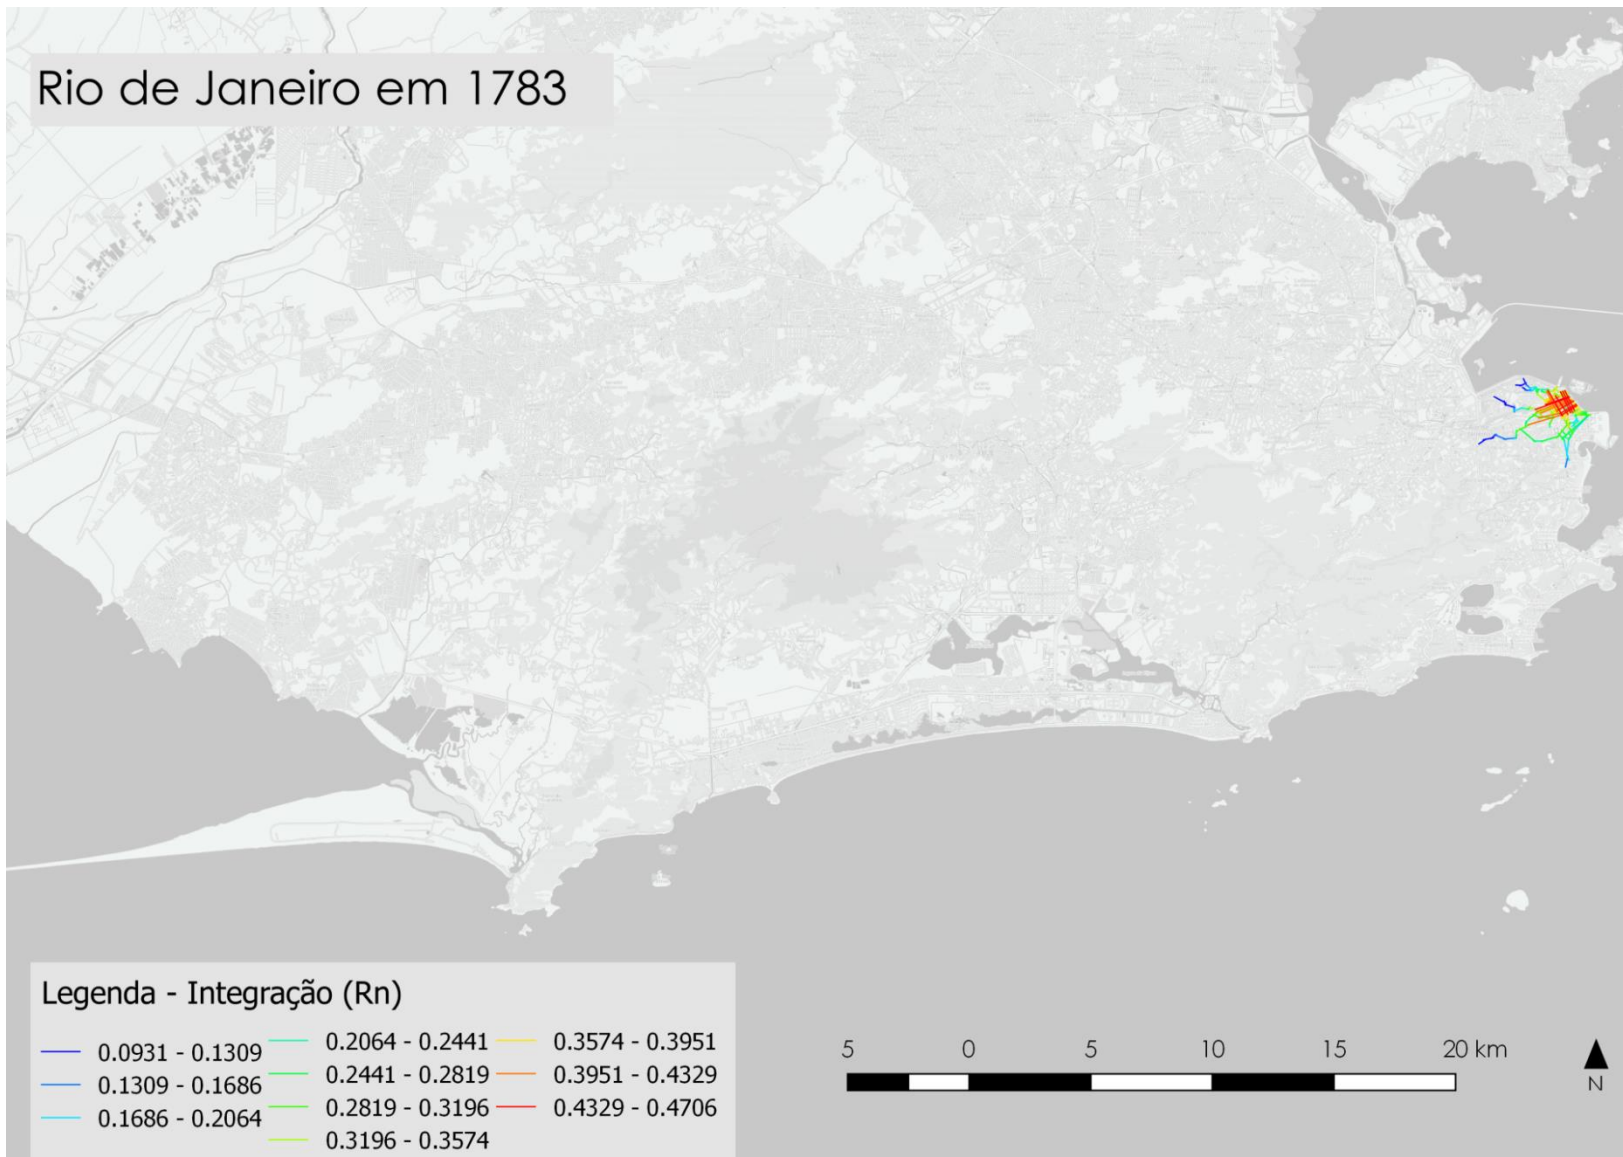 Rio de Janeiro em 1783
Legenda - Integração (Rn)
0.0931 - 0.1309
0.1309 - 0.1686
0.1686 - 0.2064
0.2064 - 0.2441
0.2441 - 0.2819
0.2819 - 0.3196
0.3196 - 0.3574
0.3574 - 0.3951
0.3951 - 0.4329
0.4329 - 0.4706
5 0 5 10 15 20 km
N